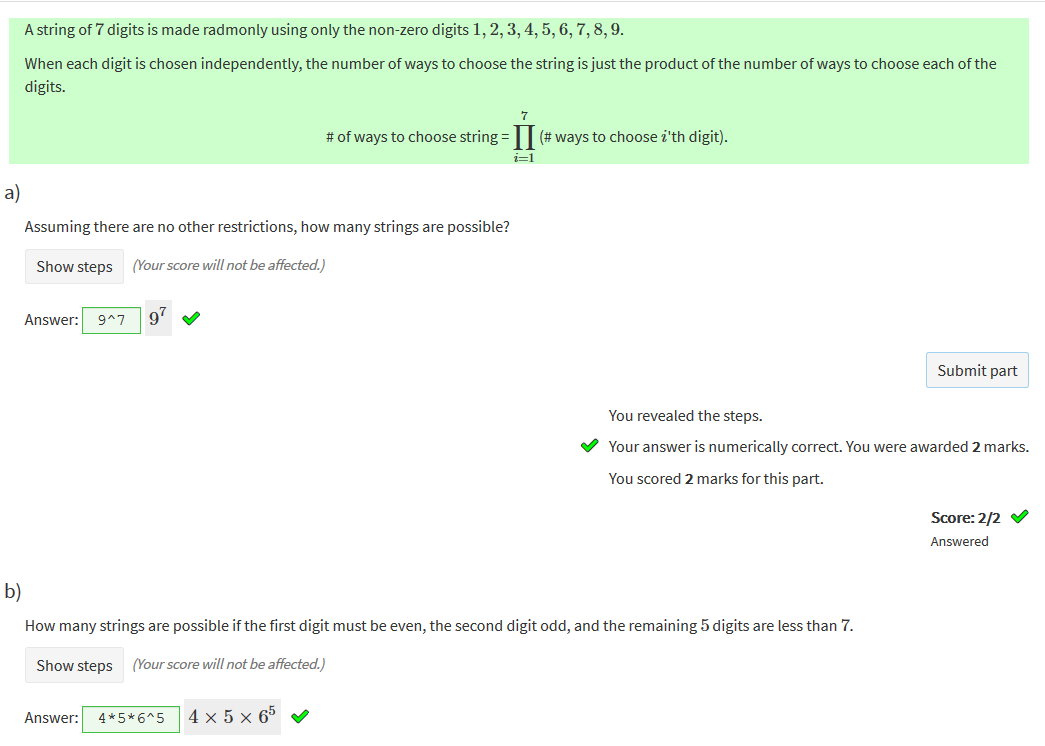 A string of 7 digits is made radmonly using only the non-zero digits 1, 2, 3, 4, 5, 6, 7, 8, 9.
When each digit is chosen independently, the number of ways to choose the string is just the product of the number of ways to choose each of the
digits.
# of ways to choose string = ∏_{i=1}^{7} (# ways to choose i'th digit).
a)
Assuming there are no other restrictions, how many strings are possible?
Show steps (Your score will not be affected.)
Answer: 9^7 9⁷
Submit part
You revealed the steps.
Your answer is numerically correct. You were awarded 2 marks.
You scored 2 marks for this part.
Score: 2/2
Answered
b)
How many strings are possible if the first digit must be even, the second digit odd, and the remaining 5 digits are less than 7.
Show steps (Your score will not be affected.)
Answer: 4*5*6^5 4 × 5 × 6⁵